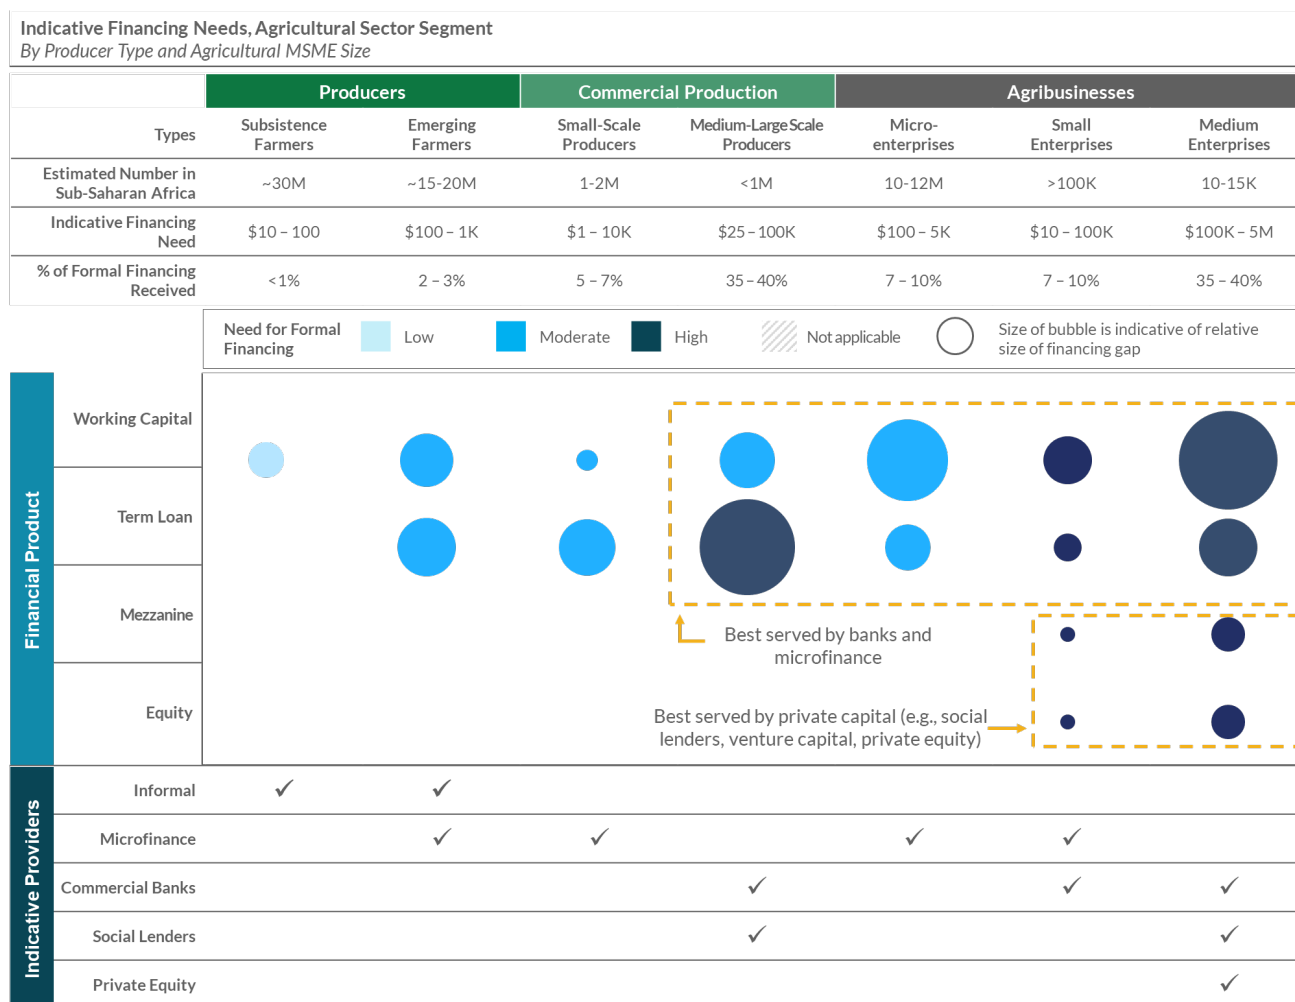 Indicative Financing Needs, Agricultural Sector Segment
By Producer Type and Agricultural MSME Size
Producers
Commercial Production
Agribusinesses
Types
Subsistence
Farmers
Emerging
Farmers
Small-Scale
Producers
Medium-Large Scale
Producers
Micro-
enterprises
Small
Enterprises
Medium
Enterprises
Estimated Number in
Sub-Saharan Africa
~30M
~15-20M
1-2M
<1M
10-12M
>100K
10-15K
Indicative Financing
Need
$10 – 100
$100 – 1K
$1 – 10K
$25 – 100K
$100 – 5K
$10 – 100K
$100K – 5M
% of Formal Financing
Received
<1%
2 – 3%
5 – 7%
35 – 40%
7 – 10%
7 – 10%
35 – 40%
Need for Formal
Financing
Low
Moderate
High
Not applicable
Size of bubble is indicative of relative
size of financing gap
Financial Product
Working Capital
Term Loan
Mezzanine
Equity
Best served by banks and
microfinance
Best served by private capital (e.g., social
lenders, venture capital, private equity)
Indicative Providers
Informal
✓
✓
Microfinance
✓
✓
✓
✓
Commercial Banks
✓
✓
✓
Social Lenders
✓
✓
Private Equity
✓